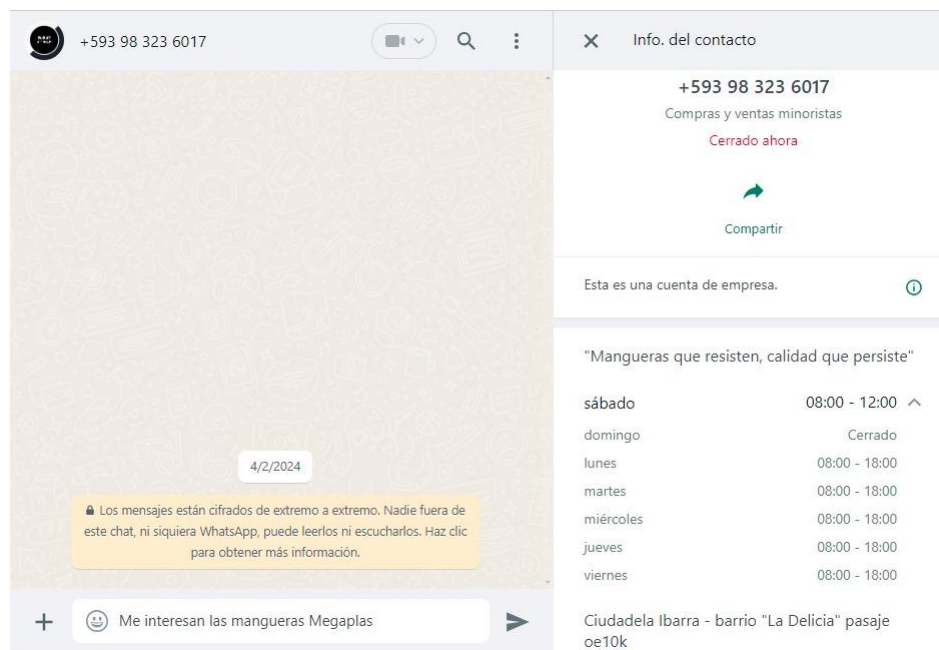 MS
+593 98 323 6017
4/2/2024
Los mensajes están cifrados de extremo a extremo. Nadie fuera de
este chat, ni siquiera WhatsApp, puede leerlos ni escucharlos. Haz clic
para obtener más información.
Me interesan las mangueras Megaplas
Info. del contacto
+593 98 323 6017
Compras y ventas minoristas
Cerrado ahora
Compartir
Esta es una cuenta de empresa.
"Mangueras que resisten, calidad que persiste"
sábado 08:00 - 12:00
domingo Cerrado
lunes 08:00 - 18:00
martes 08:00 - 18:00
miércoles 08:00 - 18:00
jueves 08:00 - 18:00
viernes 08:00 - 18:00
Ciudadela Ibarra - barrio "La Delicia" pasaje
oe10k